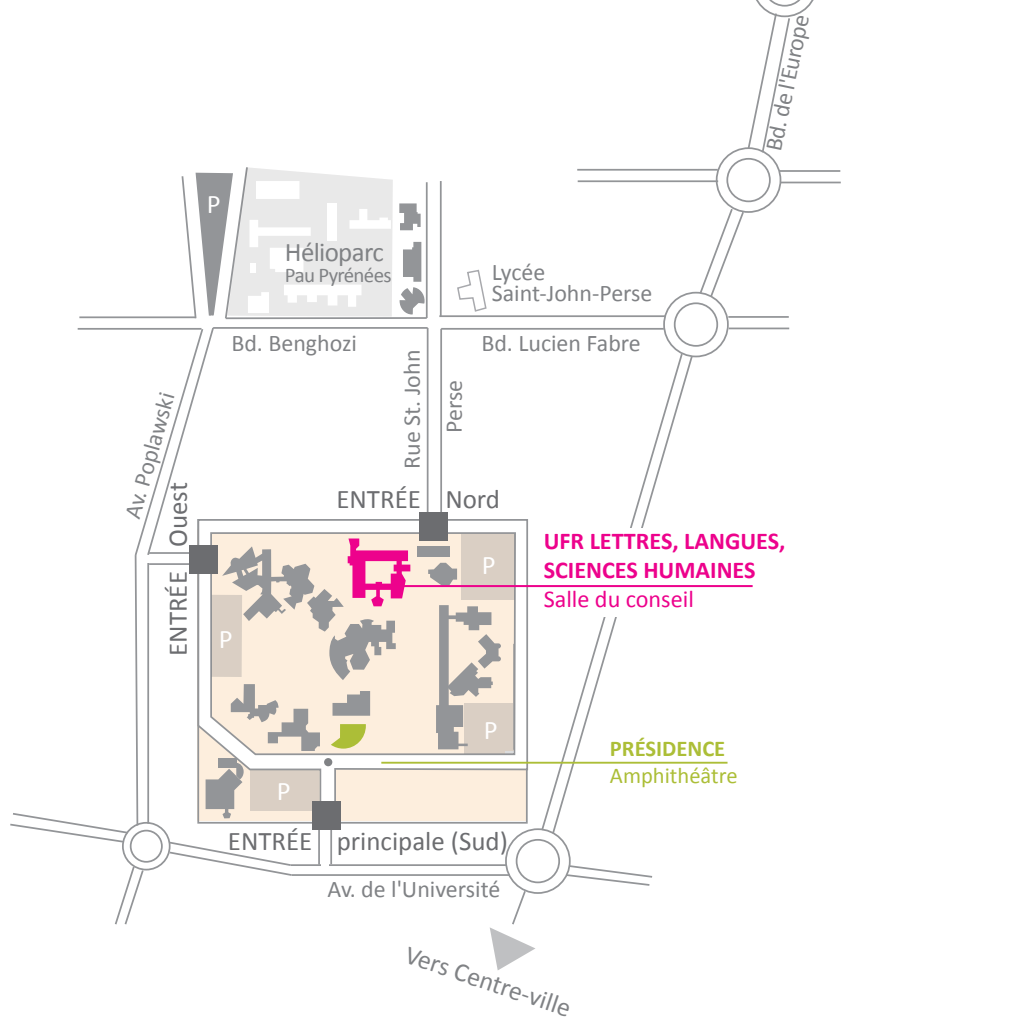 Bd. de l'Europe
P
Hélioparc
Pau Pyrénées
Lycée
Saint-John-Perse
Bd. Benghozi
Bd. Lucien Fabre
Rue St. John
Perse
Av. Poplawski
ENTRÉE Ouest
ENTRÉE Nord
UFR LETTRES, LANGUES,
SCIENCES HUMAINES
Salle du conseil
P
P
P
PRÉSIDENCE
Amphithéâtre
P
ENTRÉE principale (Sud)
Av. de l'Université
Vers Centre-ville